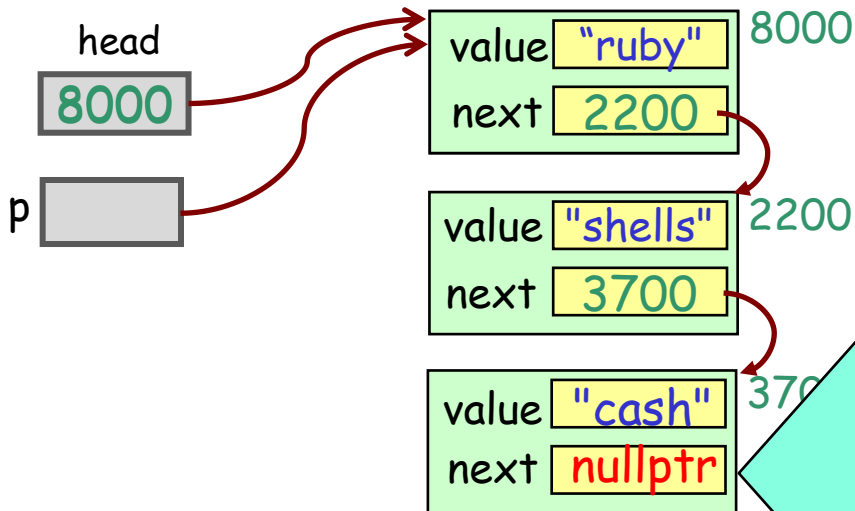 head
8000
p
value "ruby" 8000
next 2200
value "shells" 2200
next 3700
value "cash"
next nullptr